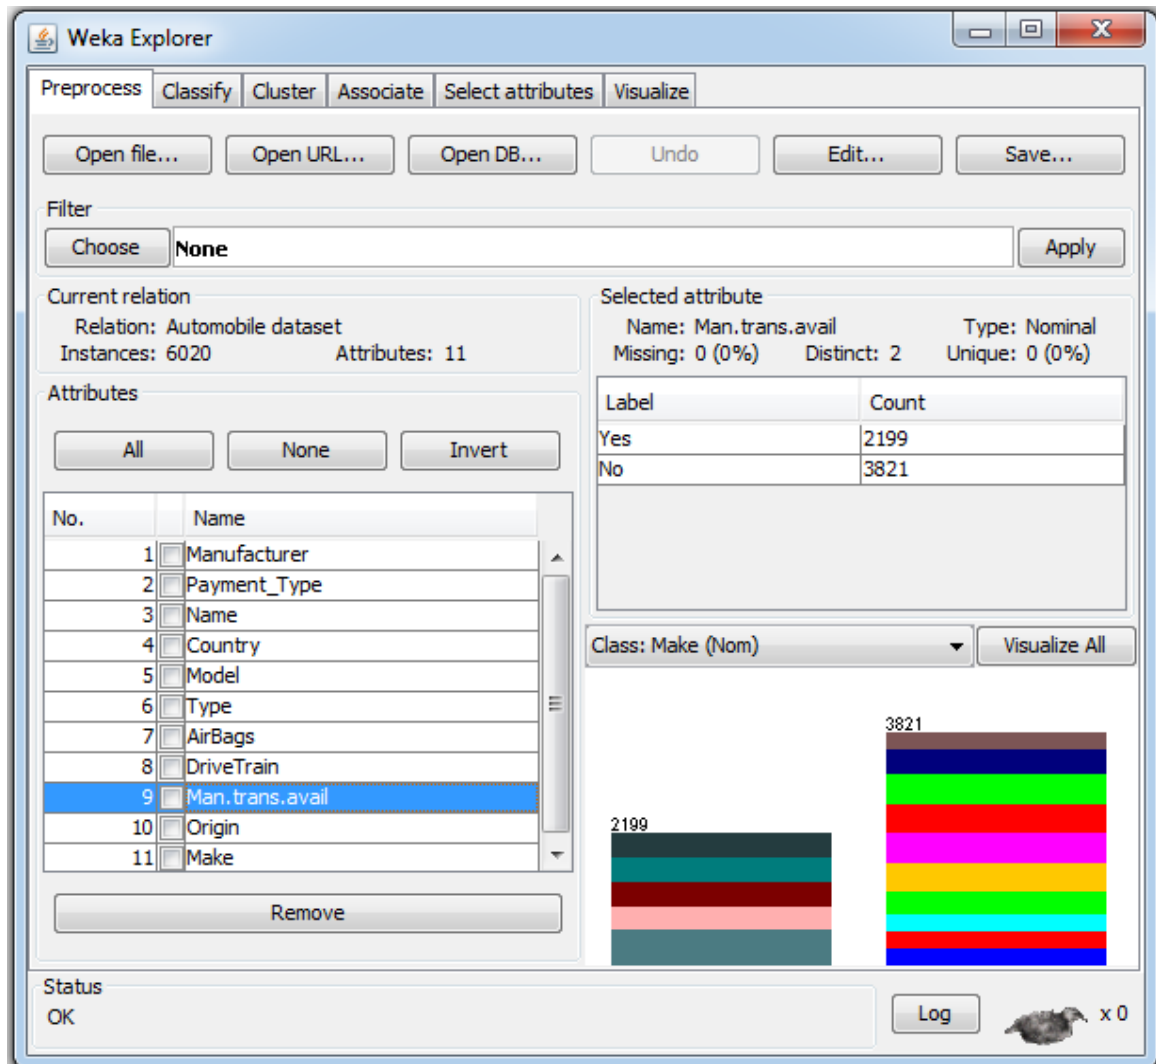 Weka Explorer
Preprocess Classify Cluster Associate Select attributes Visualize
Open file... Open URL... Open DB... Undo Edit... Save...
Filter
Choose None Apply
Current relation
Relation: Automobile dataset
Instances: 6020 Attributes: 11
Attributes
All None Invert
No. Name
1 Manufacturer
2 Payment_Type
3 Name
4 Country
5 Model
6 Type
7 AirBags
8 DriveTrain
9 Man.trans.avail
10 Origin
11 Make
Remove
Selected attribute
Name: Man.trans.avail Type: Nominal
Missing: 0 (0%) Distinct: 2 Unique: 0 (0%)
Label Count
Yes 2199
No 3821
Class: Make (Nom) Visualize All
3821
2199
Status
OK
Log x 0